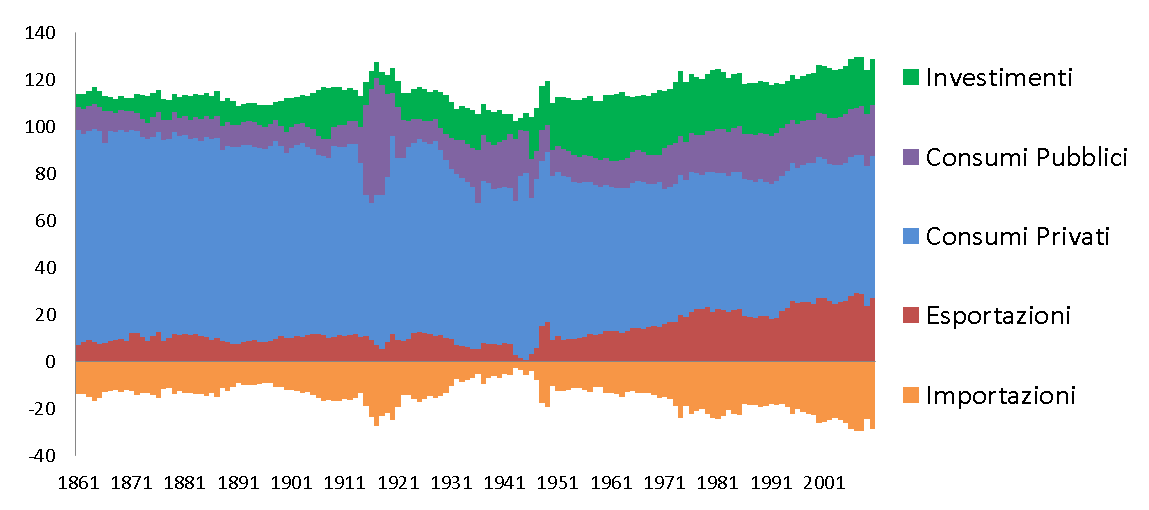 140
120
100
80
60
40
20
0
-20
-40
1861 1871 1881 1891 1901 1911 1921 1931 1941 1951 1961 1971 1981 1991 2001
Investimenti
Consumi Pubblici
Consumi Privati
Esportazioni
Importazioni